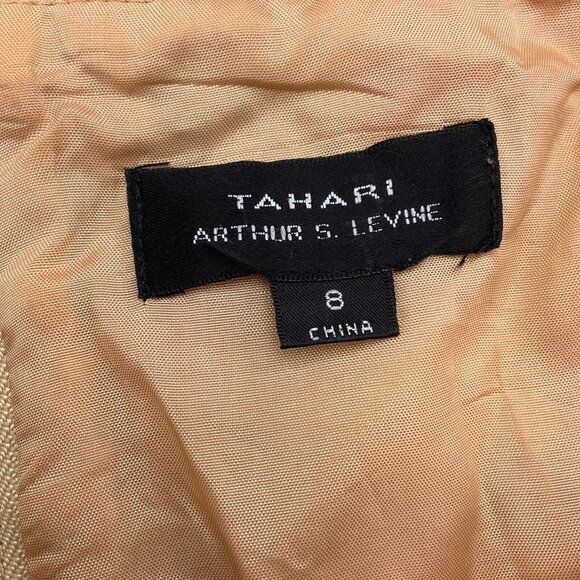 TAHARI
ARTHUR S. LEVINE
8
CHINA